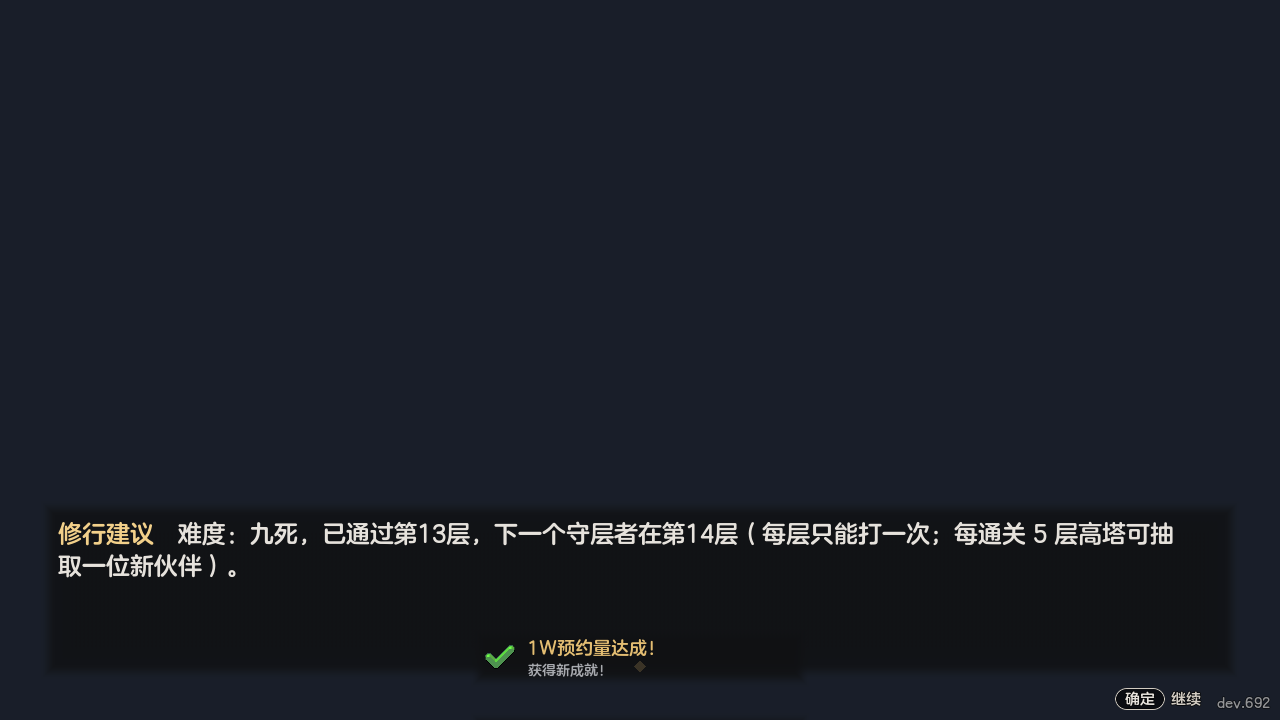 修行建议 难度：九死，已通过第13层，下一个守层者在第14层（每层只能打一次；每通关 5 层高塔可抽
取一位新伙伴）。
1W预约量达成！
获得新成就！
确定 继续
dev.692